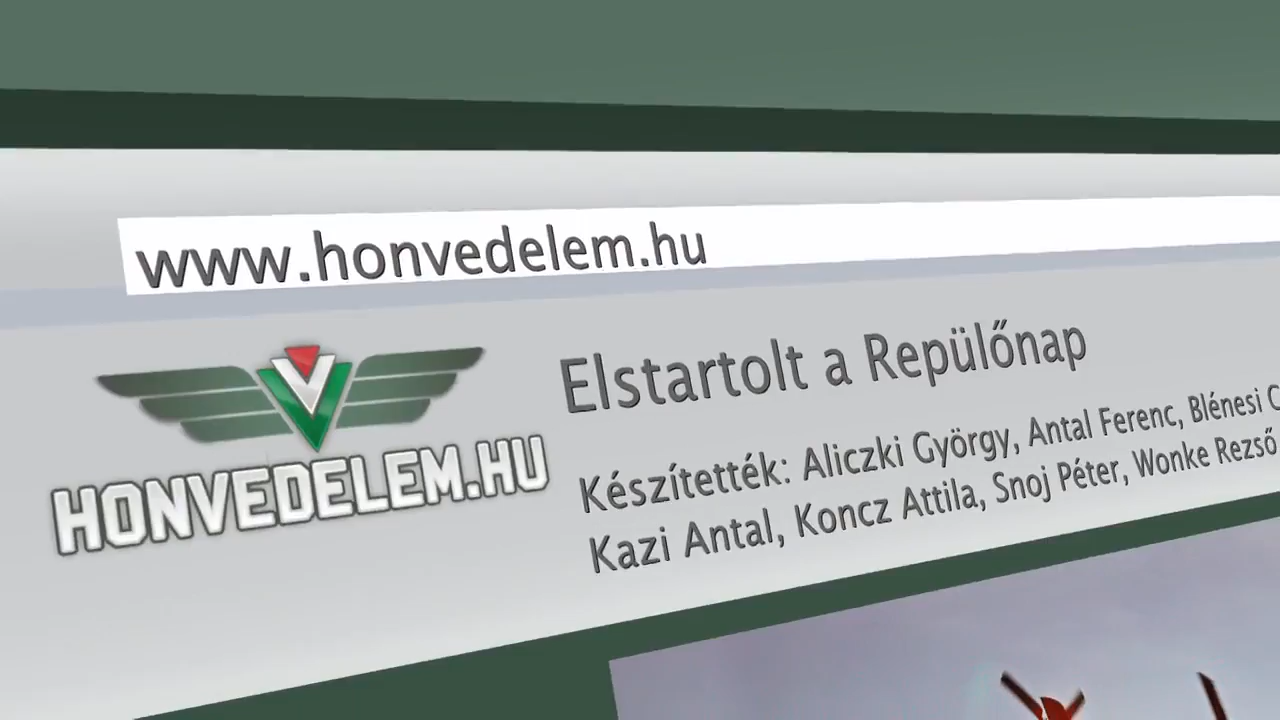 www.honvedelem.hu
HONVEDELEM.HU
Elstartolt a Repülőnap
Készítették: Aliczki György, Antal Ferenc, Blénesi
Kazi Antal, Koncz Attila, Snoj Péter, Wonke Rezső